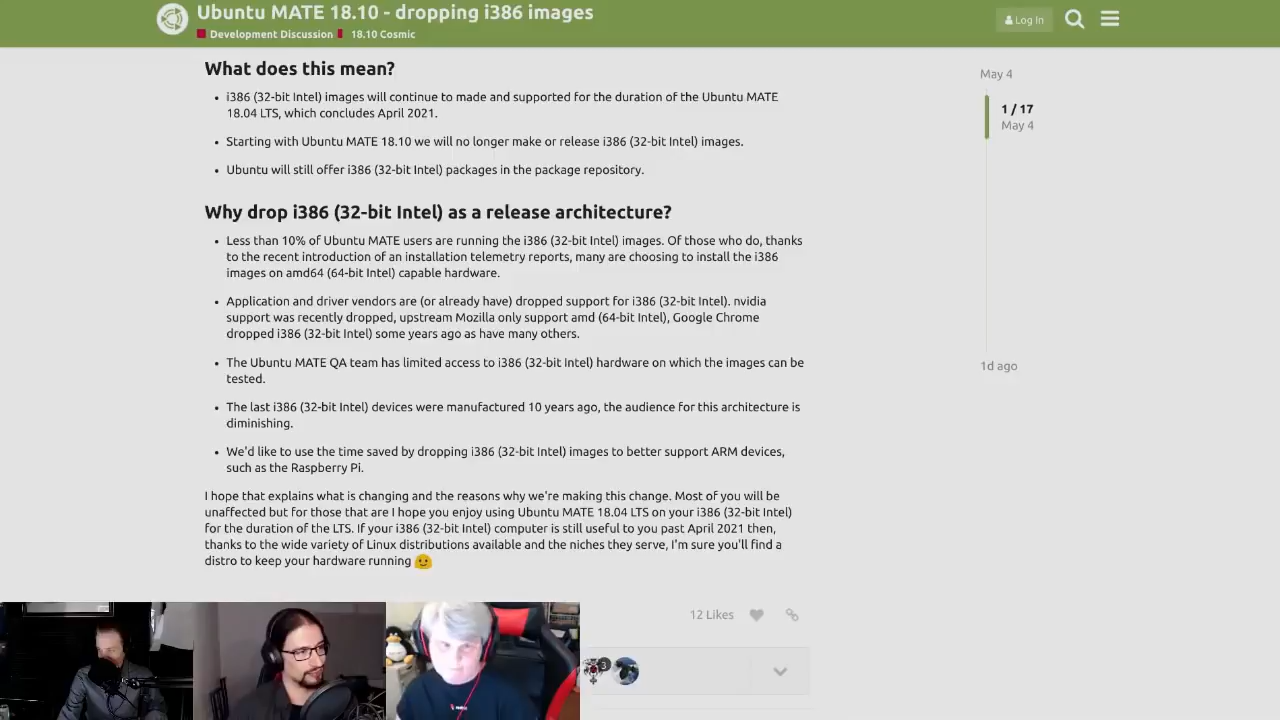 Ubuntu MATE 18.10 - dropping i386 images
Development Discussion 18.10 Cosmic
Log In
What does this mean?
• i386 (32-bit Intel) images will continue to made and supported for the duration of the Ubuntu MATE
18.04 LTS, which concludes April 2021.
• Starting with Ubuntu MATE 18.10 we will no longer make or release i386 (32-bit Intel) images.
• Ubuntu will still offer i386 (32-bit Intel) packages in the package repository.
Why drop i386 (32-bit Intel) as a release architecture?
• Less than 10% of Ubuntu MATE users are running the i386 (32-bit Intel) images. Of those who do, thanks
to the recent introduction of an installation telemetry reports, many are choosing to install the i386
images on amd64 (64-bit Intel) capable hardware.
• Application and driver vendors are (or already have) dropped support for i386 (32-bit Intel). nvidia
support was recently dropped, upstream Mozilla only support amd (64-bit Intel), Google Chrome
dropped i386 (32-bit Intel) some years ago as have many others.
• The Ubuntu MATE QA team has limited access to i386 (32-bit Intel) hardware on which the images can be
tested.
• The last i386 (32-bit Intel) devices were manufactured 10 years ago, the audience for this architecture is
diminishing.
• We'd like to use the time saved by dropping i386 (32-bit Intel) images to better support ARM devices,
such as the Raspberry Pi.
I hope that explains what is changing and the reasons why we're making this change. Most of you will be
unaffected but for those that are I hope you enjoy using Ubuntu MATE 18.04 LTS on your i386 (32-bit Intel)
for the duration of the LTS. If your i386 (32-bit Intel) computer is still useful to you past April 2021 then,
thanks to the wide variety of Linux distributions available and the niches they serve, I'm sure you'll find a
distro to keep your hardware running
12 Likes
3
May 4
1 / 17
May 4
1d ago